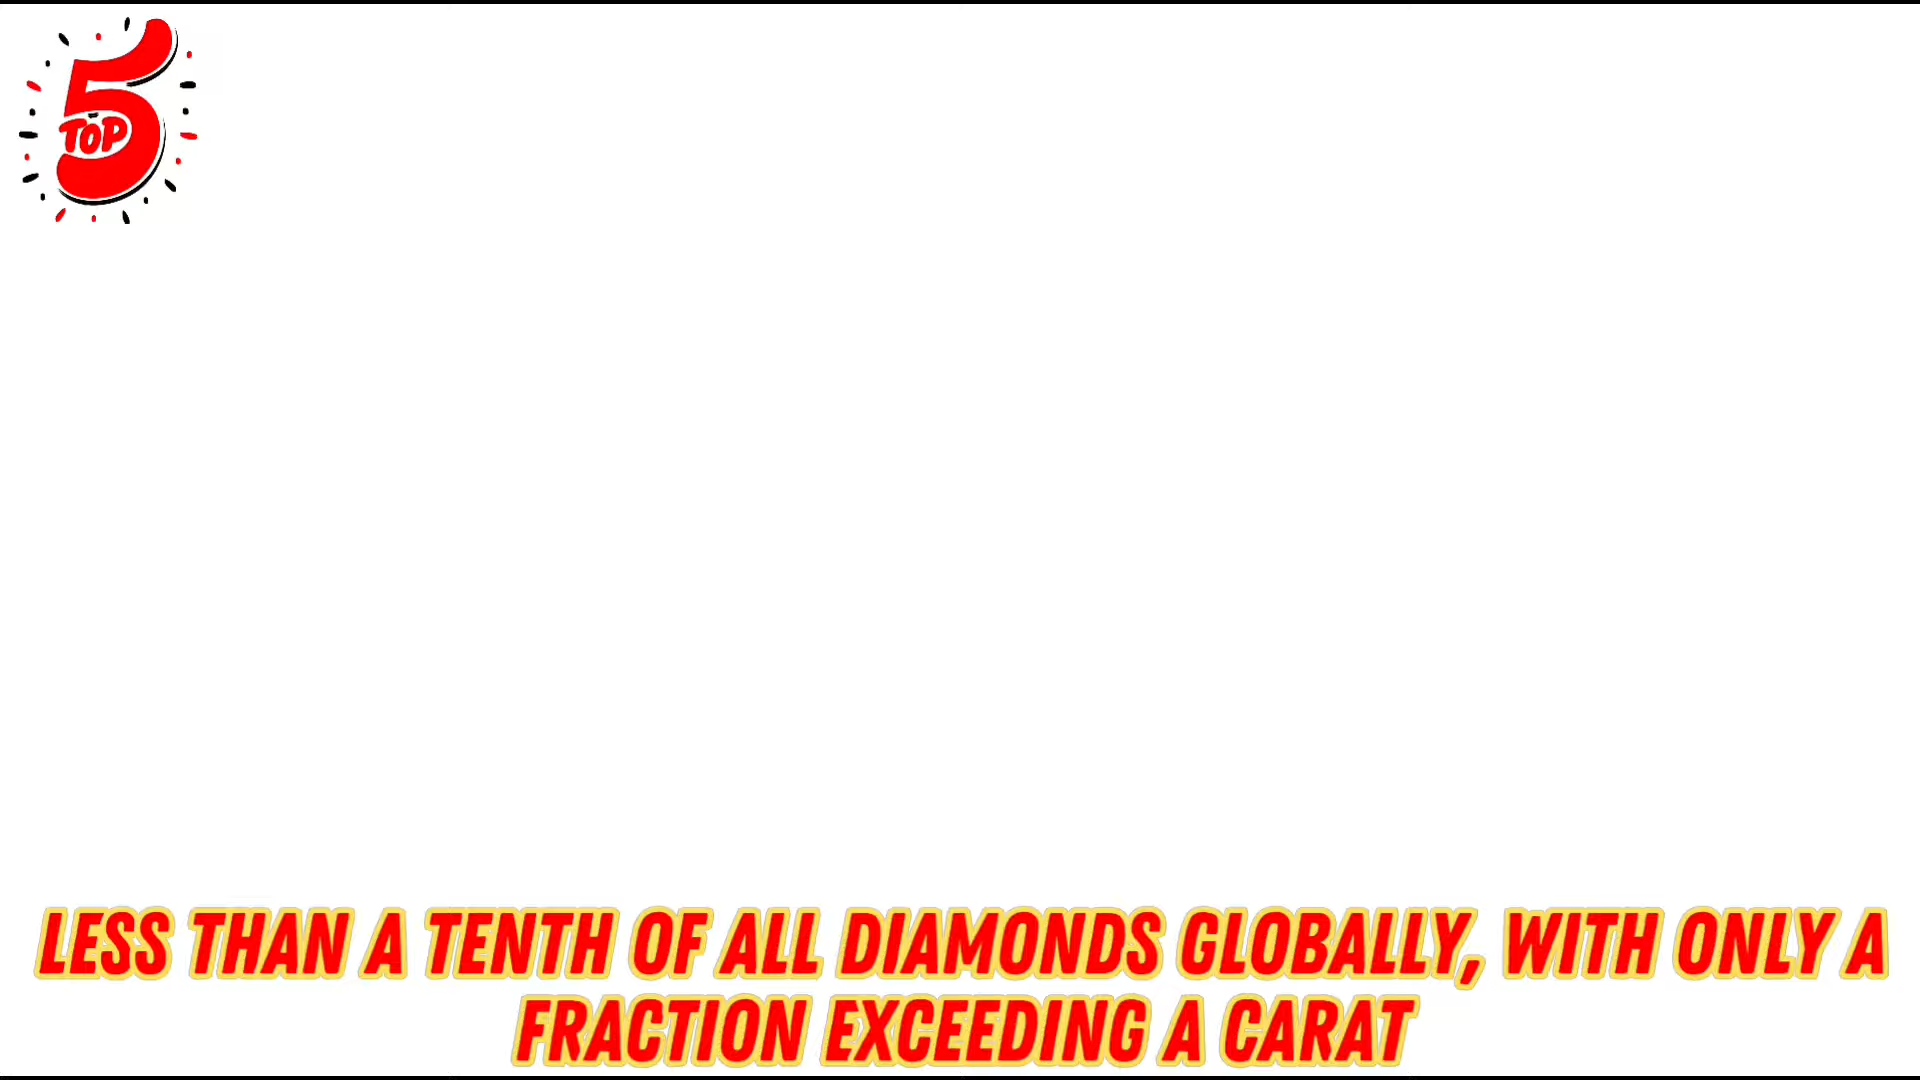 5
TOP
LESS THAN A TENTH OF ALL DIAMONDS GLOBALLY, WITH ONLY A
FRACTION EXCEEDING A CARAT